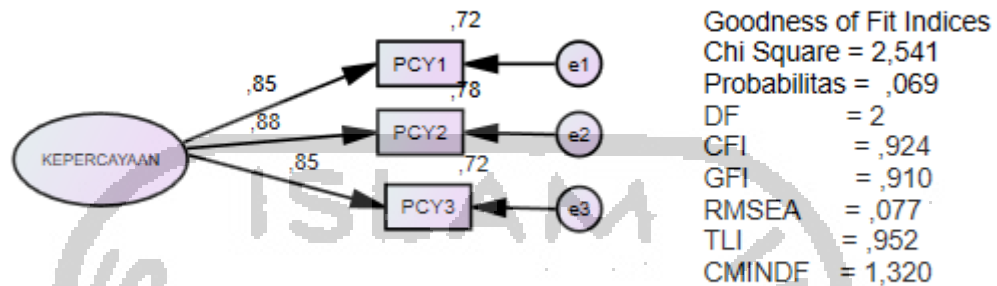 ,72
PCY1
e1
,85
,78
PCY2
e2
,88
KEPERCAYAAN
,85
,72
PCY3
e3
Goodness of Fit Indices
Chi Square = 2,541
Probabilitas = ,069
DF = 2
CFI = ,924
GFI = ,910
RMSEA = ,077
TLI = ,952
CMINDF = 1,320
ISLAM